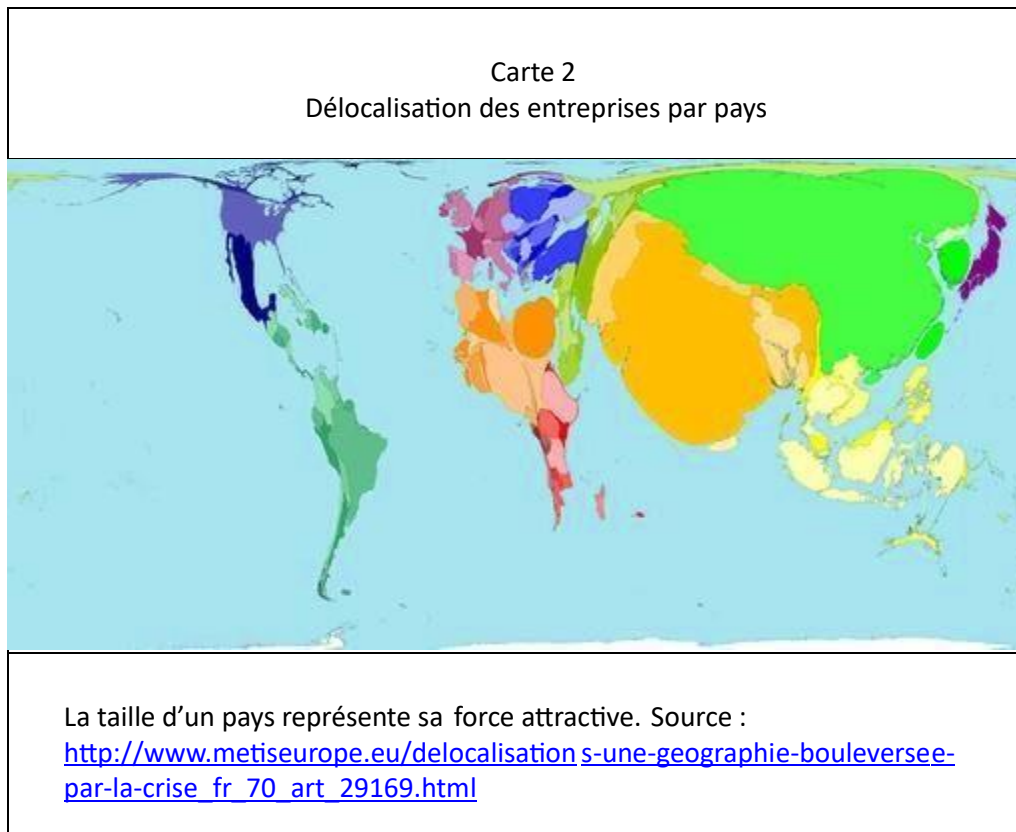 Carte 2
Délocalisation des entreprises par pays
La taille d’un pays représente sa force attractive. Source :
http://www.metiseurope.eu/delocalisation s-une-geographie-bouleversee-
par-la-crise_fr_70_art_29169.html